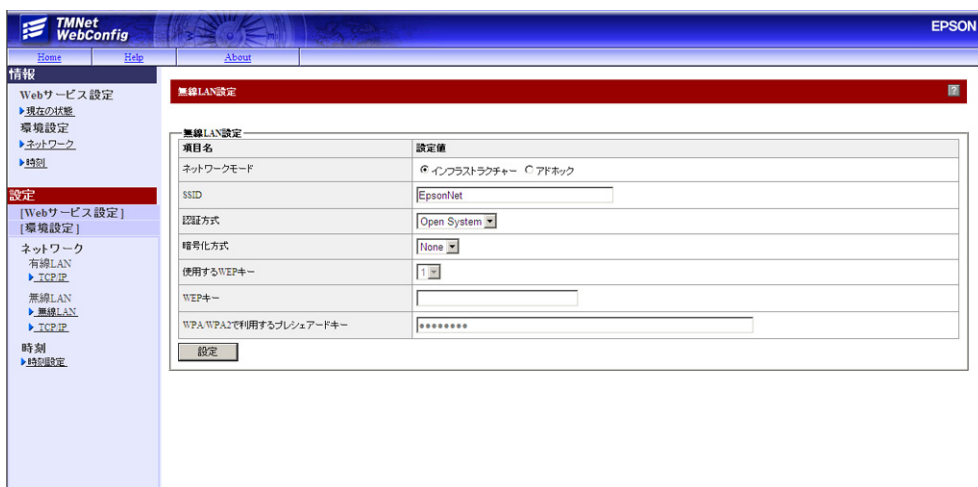 TMNet
WebConfig
EPSON
Home Help About
情報
Webサービス設定
現在の状態
環境設定
ネットワーク
時刻
設定
[Webサービス設定]
[環境設定]
ネットワーク
有線LAN
TCP/IP
無線LAN
無線LAN
TCP/IP
時刻
時刻設定
無線LAN設定
?
無線LAN設定
項目名 設定値
ネットワークモード インフラストラクチャー アドホック
SSID EpsonNet
認証方式 Open System
暗号化方式 None
使用するWEPキー 1
WEPキー
WPA/WPA2で利用するプレシェアードキー ●●●●●●●●
設定